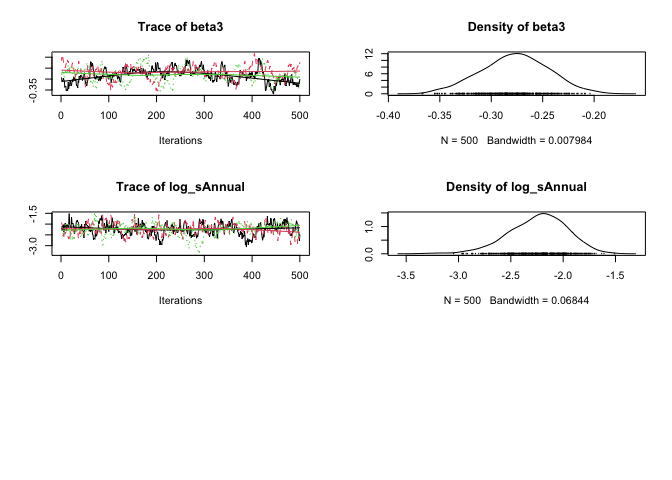 Trace of beta3
-0.35
0 100 200 300 400 500
Iterations
Density of beta3
0 3 6 9 12
-0.40 -0.35 -0.30 -0.25 -0.20
N = 500 Bandwidth = 0.007984
Trace of log_sAnnual
-3.0 -1.5
0 100 200 300 400 500
Iterations
Density of log_sAnnual
0.0 1.0
-3.5 -3.0 -2.5 -2.0 -1.5
N = 500 Bandwidth = 0.06844